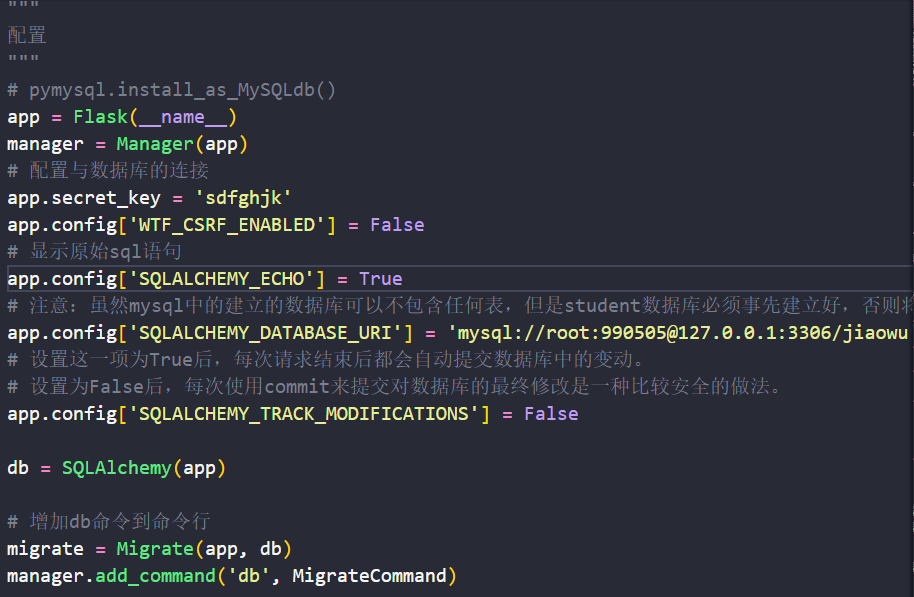 """
配置
"""
# pymysql.install_as_MySQLdb()
app = Flask(__name__)
manager = Manager(app)
# 配置与数据库的连接
app.secret_key = 'sdfghjk'
app.config['WTF_CSRF_ENABLED'] = False
# 显示原始sql语句
app.config['SQLALCHEMY_ECHO'] = True
# 注意：虽然mysql中的建立的数据库可以不包含任何表，但是student数据库必须事先建立好，否则将
app.config['SQLALCHEMY_DATABASE_URI'] = 'mysql://root:990505@127.0.0.1:3306/jiaowu
# 设置这一项为True后，每次请求结束后都会自动提交数据库中的变动。
# 设置为False后，每次使用commit来提交对数据库的最终修改是一种比较安全的做法。
app.config['SQLALCHEMY_TRACK_MODIFICATIONS'] = False
db = SQLAlchemy(app)
# 增加db命令到命令行
migrate = Migrate(app, db)
manager.add_command('db', MigrateCommand)